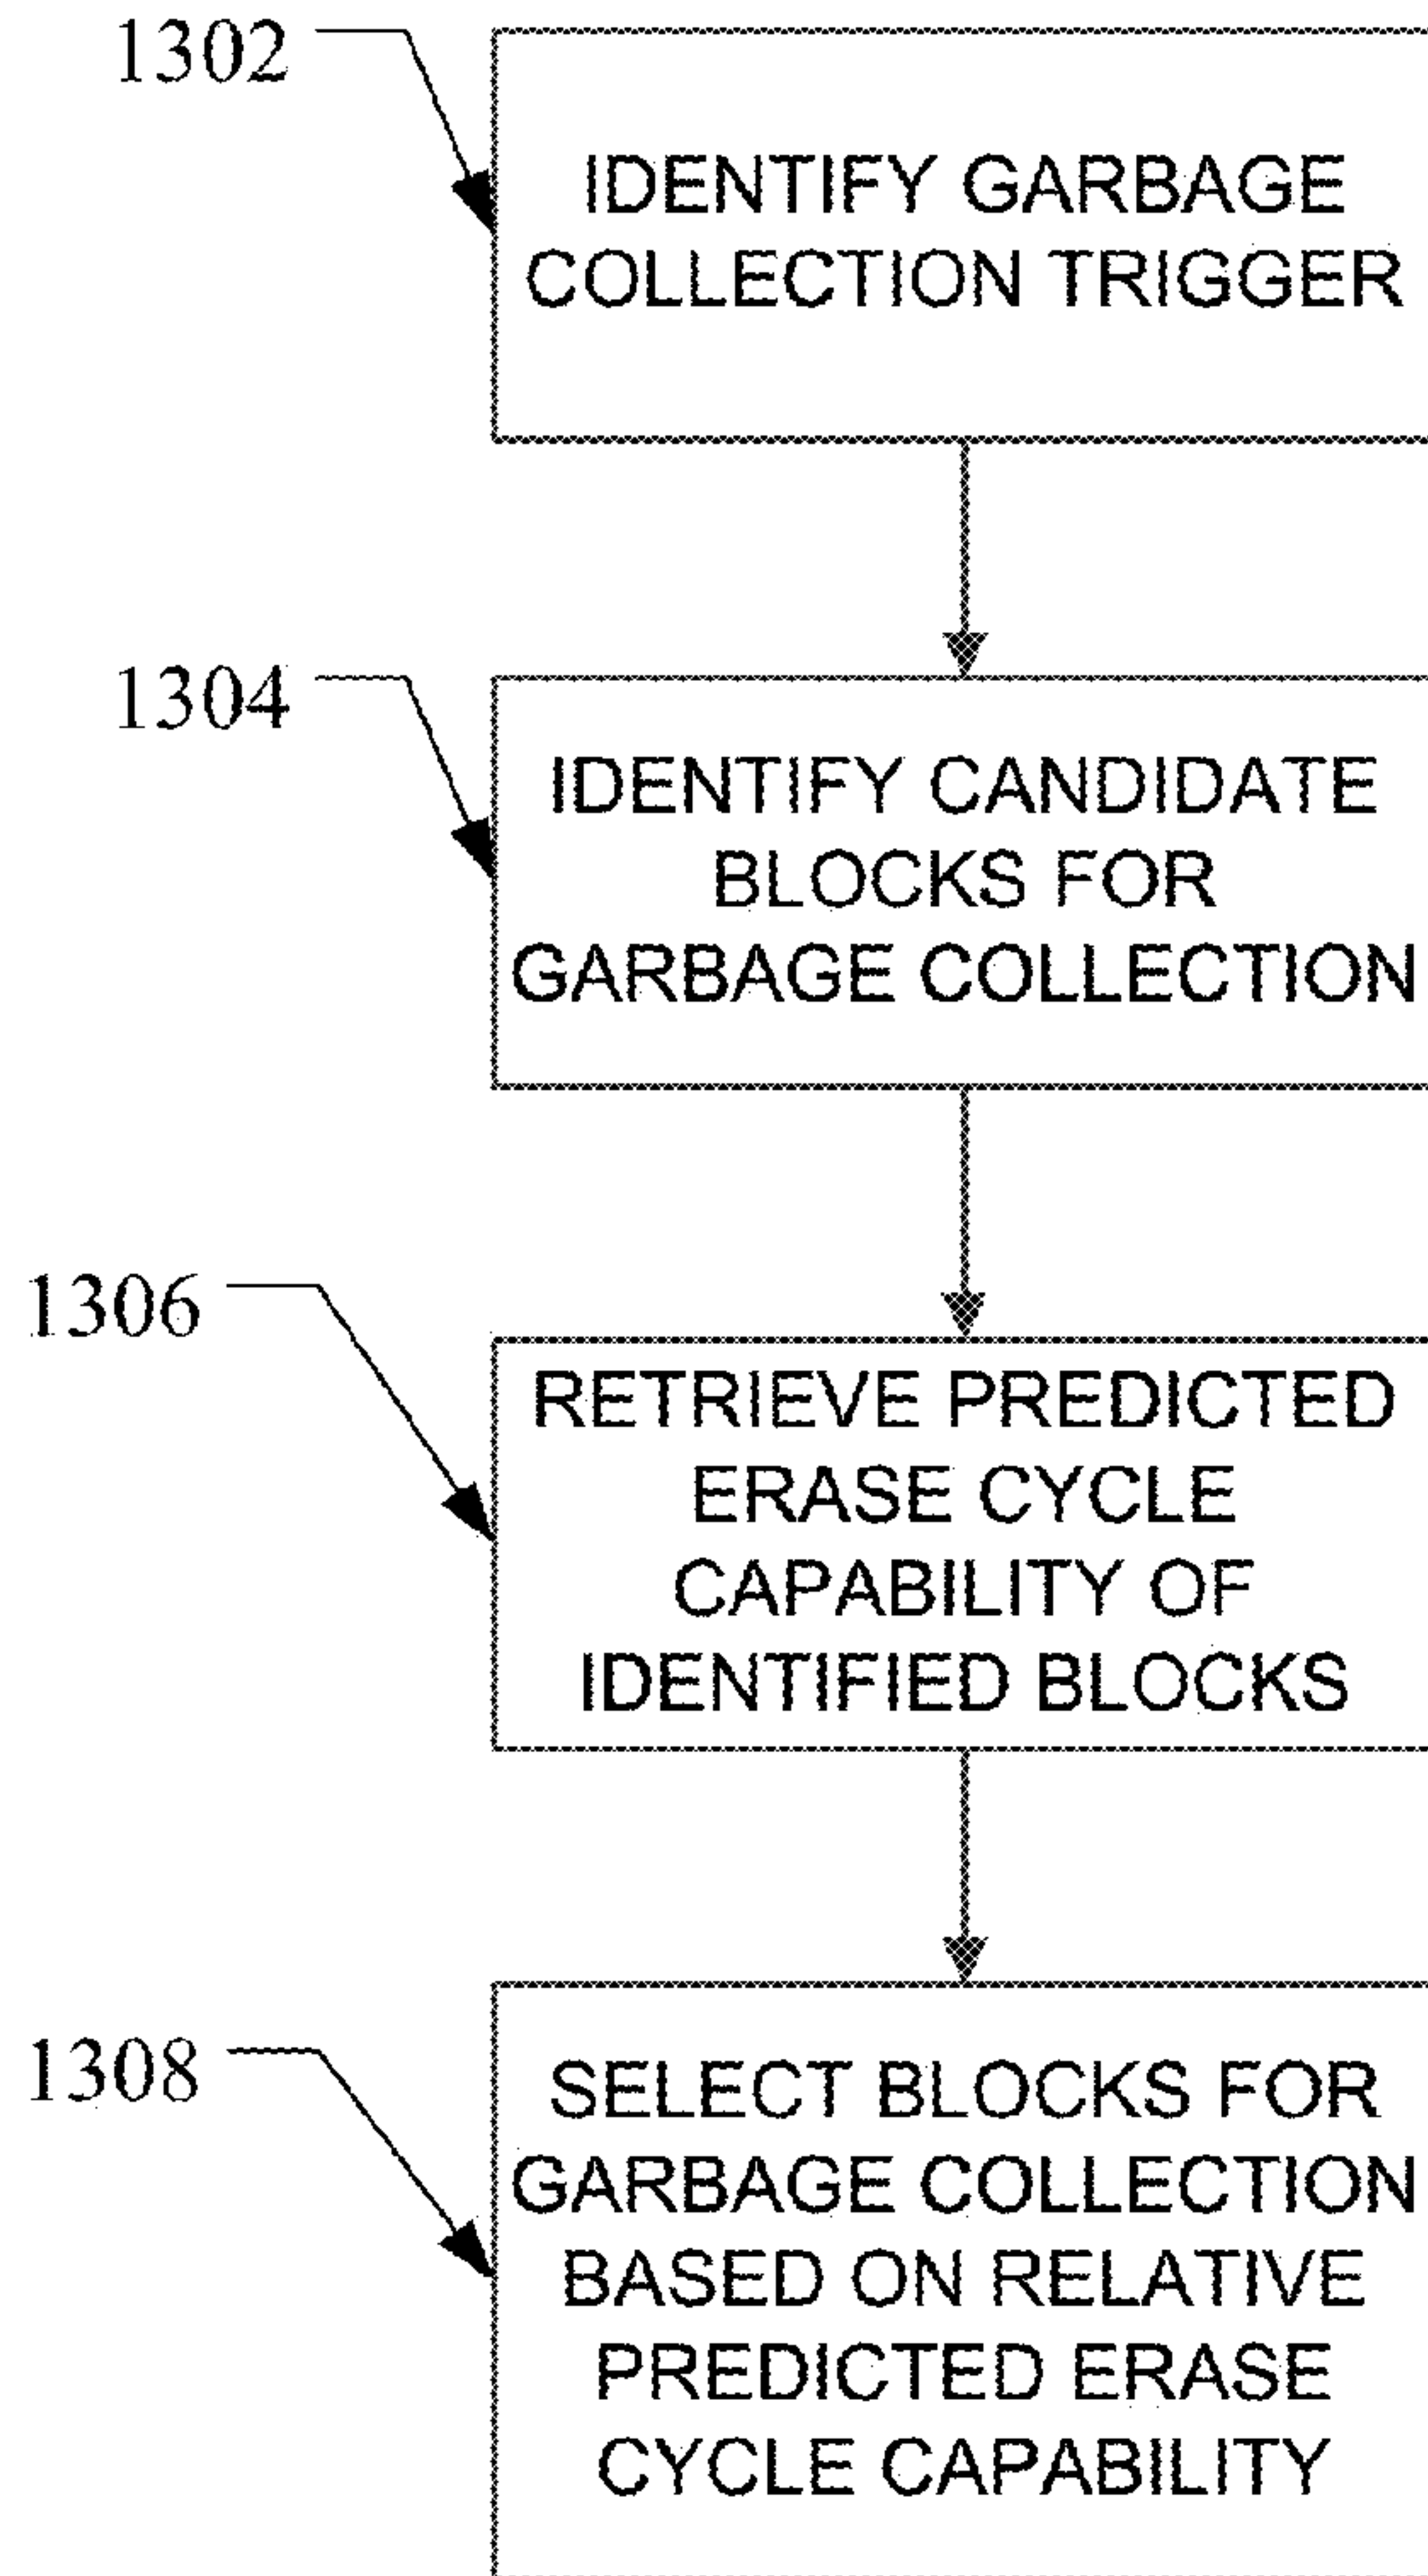 1302
IDENTIFY GARBAGE
COLLECTION TRIGGER
1304
IDENTIFY CANDIDATE
BLOCKS FOR
GARBAGE COLLECTION
1306
RETRIEVE PREDICTED
ERASE CYCLE
CAPABILITY OF
IDENTIFIED BLOCKS
1308
SELECT BLOCKS FOR
GARBAGE COLLECTION
BASED ON RELATIVE
PREDICTED ERASE
CYCLE CAPABILITY